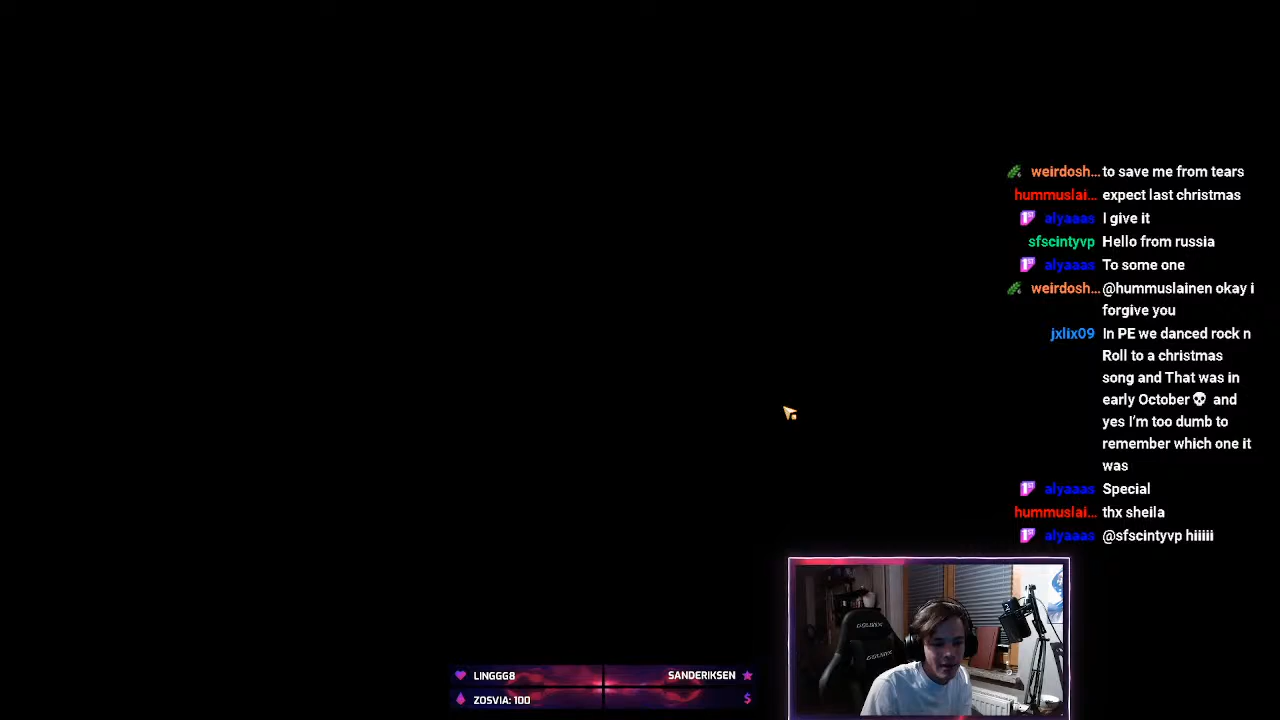 weirdosh... to save me from tears
hummuslai... expect last christmas
alyaaas I give it
sfscintyvp Hello from russia
alyaaas To some one
weirdosh... @hummuslainen okay i
forgive you
jxlix09 In PE we danced rock n
Roll to a christmas
song and That was in
early October💀 and
yes I'm too dumb to
remember which one it
was
alyaaas Special
hummuslai... thx sheila
alyaaas @sfscintyvp hiiiii
LINGGG8
SANDERIKSEN
ZOSVIA: 100
$